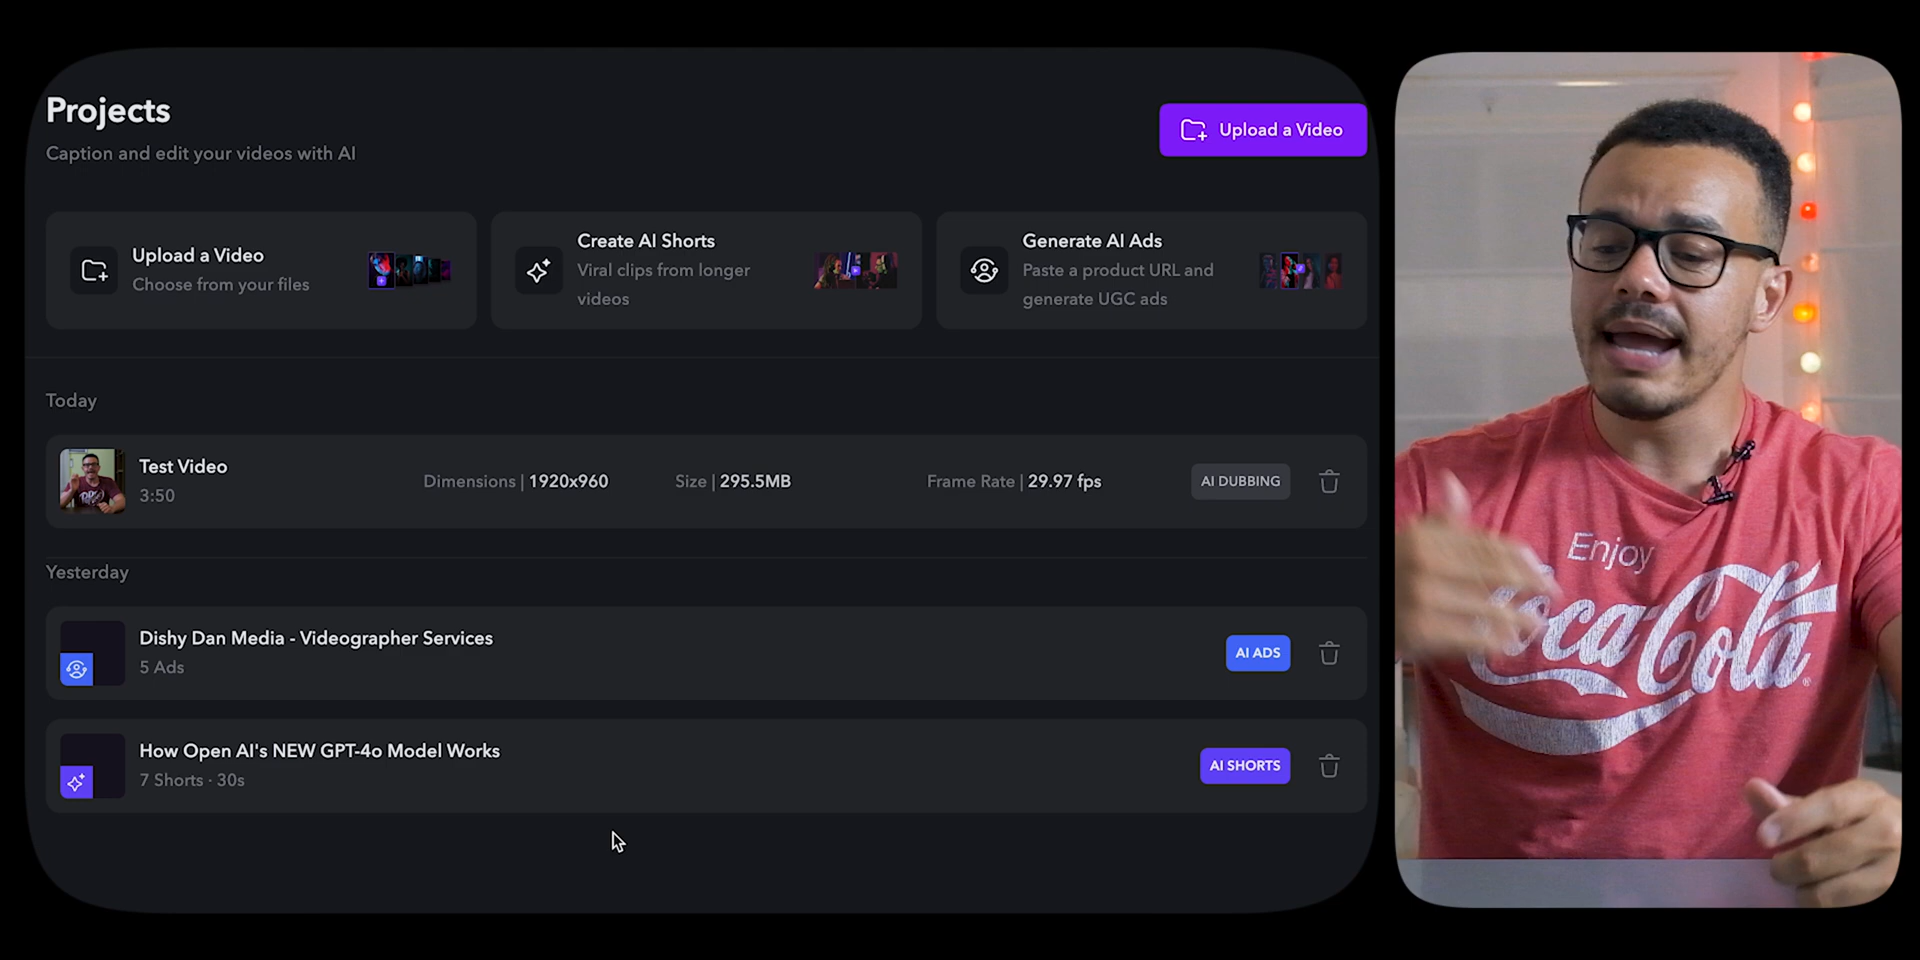 Projects
Caption and edit your videos with AI
Upload a Video
Upload a Video
Choose from your files
Create AI Shorts
Viral clips from longer
videos
Generate AI Ads
Paste a product URL and
generate UGC ads
Today
Test Video
3:50
Dimensions | 1920x960
Size | 295.5MB
Frame Rate | 29.97 fps
AI DUBBING
Yesterday
Dishy Dan Media - Videographer Services
5 Ads
AI ADS
How Open AI's NEW GPT-4o Model Works
7 Shorts · 30s
AI SHORTS
Enjoy
Coca-Cola
®